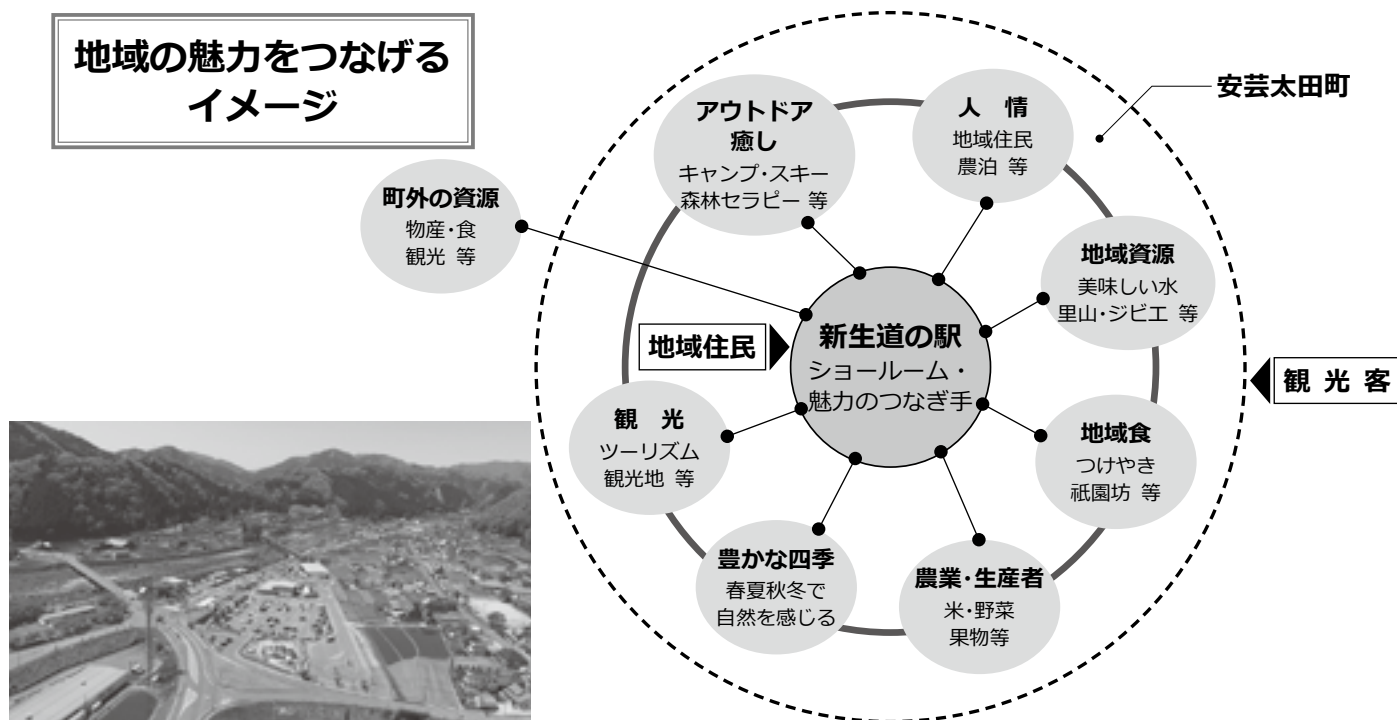 地域の魅力をつなげる
イメージ
安芸太田町
アウトドア
癒し
キャンプ・スキー
森林セラピー 等
人 情
地域住民
農泊 等
町外の資源
物産・食
観光 等
地域資源
美味しい水
里山・ジビエ 等
地域住民
新生道の駅
ショールーム・
魅力のつなぎ手
観 光 客
観 光
ツーリズム
観光地 等
地域食
つけやき
祇園坊 等
豊かな四季
春夏秋冬で
自然を感じる
農業・生産者
米・野菜
果物等